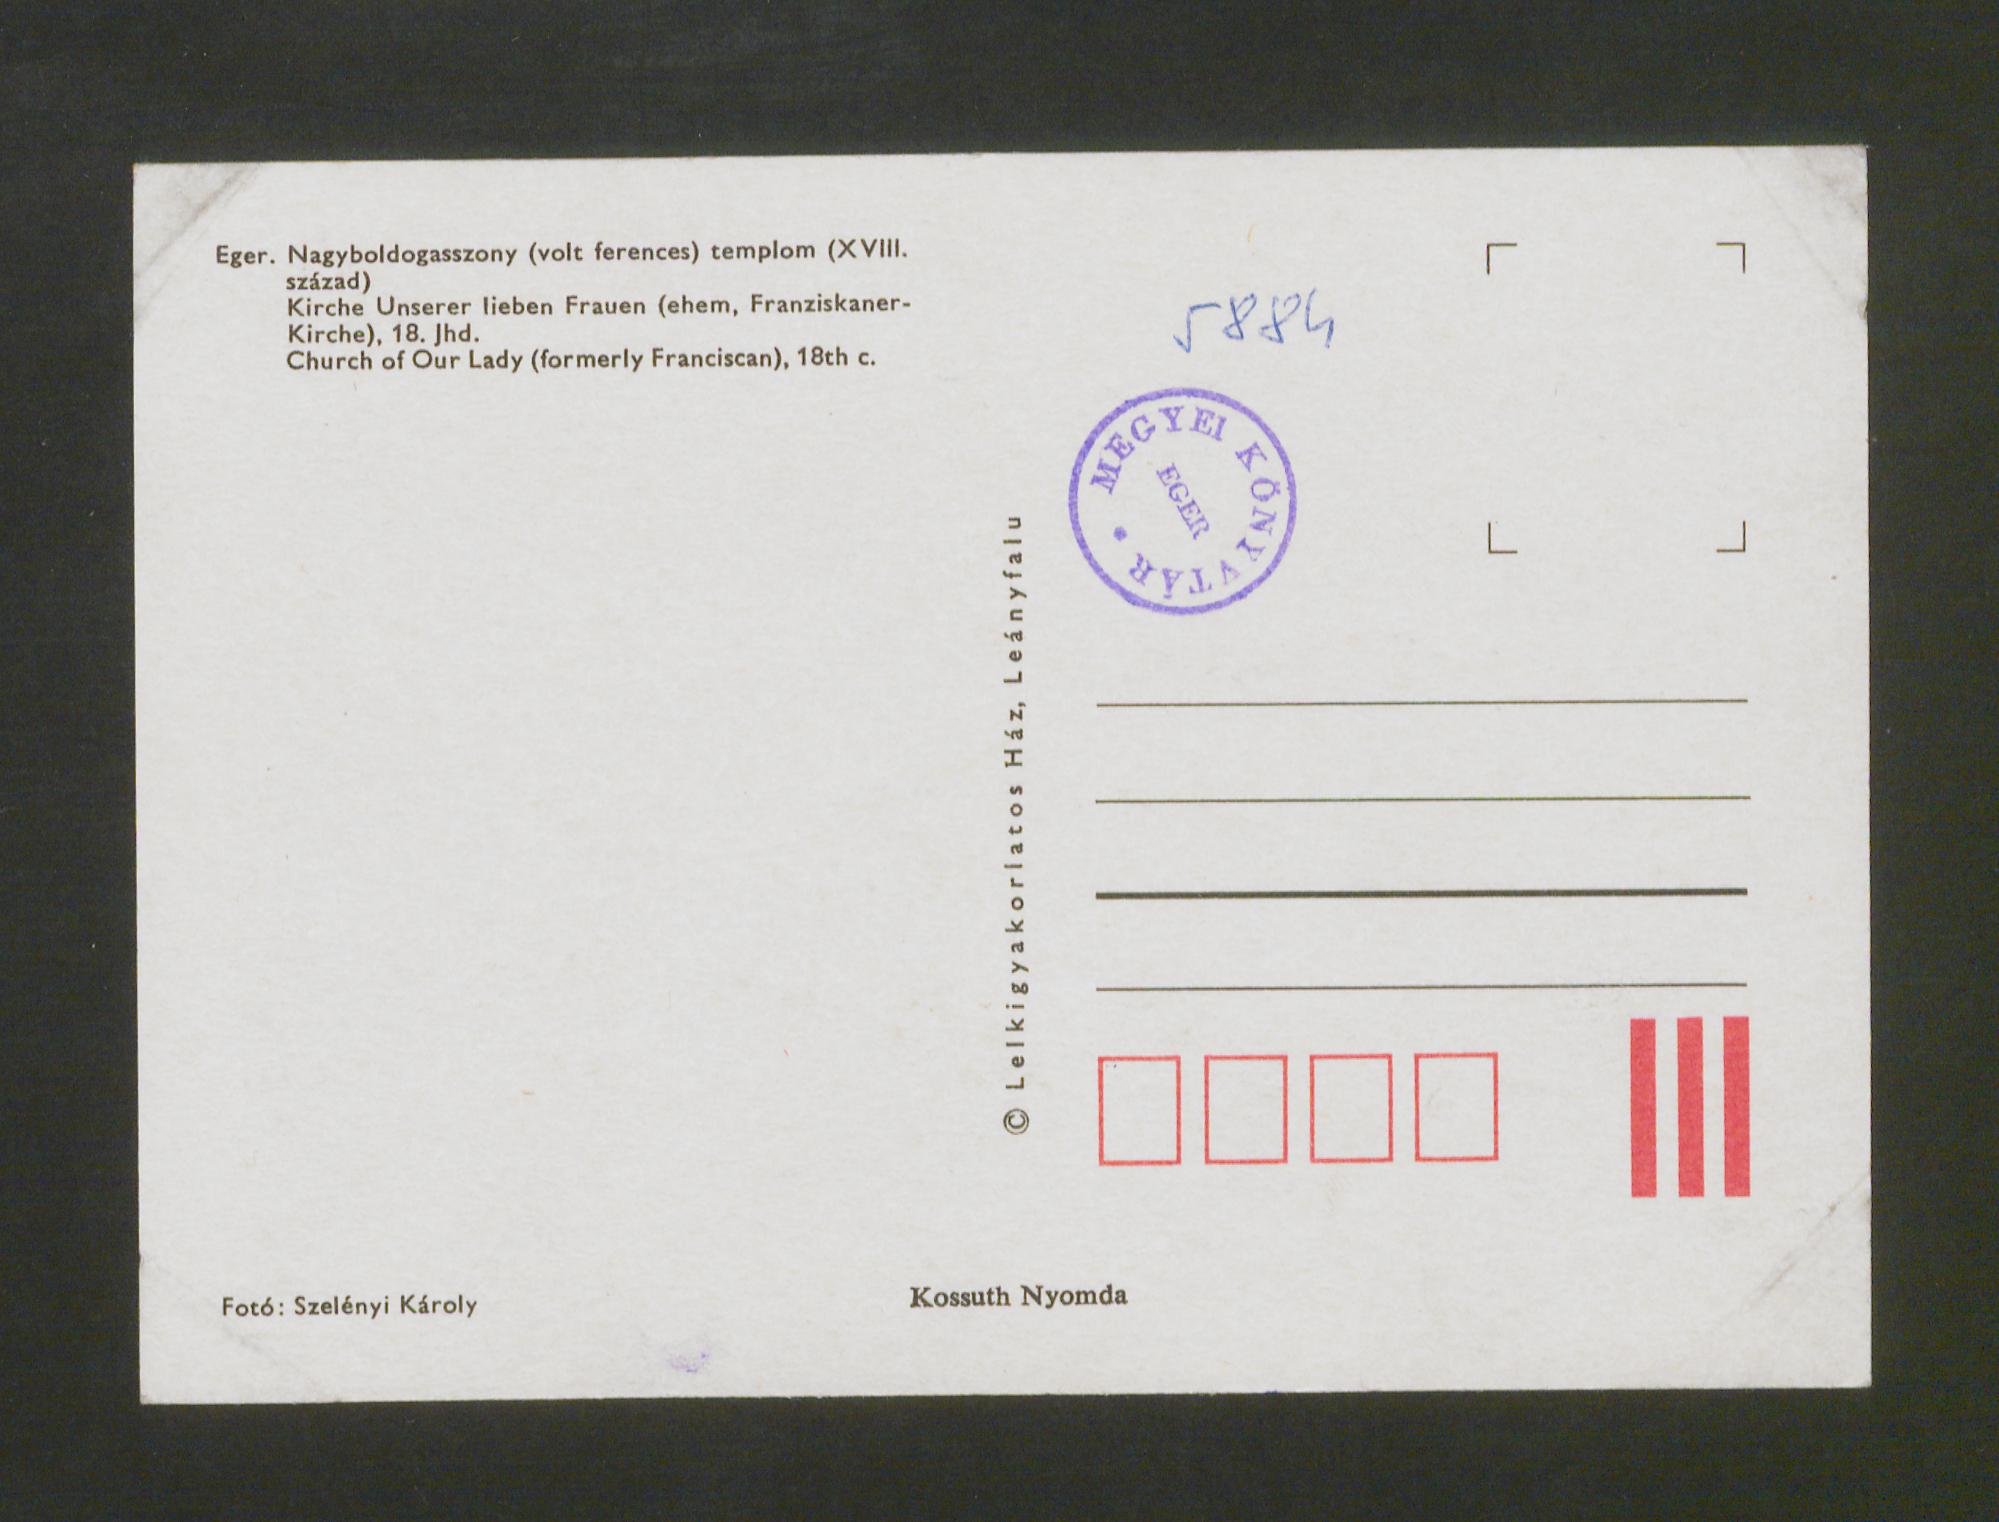 Eger. Nagyboldogasszony (volt ferences) templom (XVIII.
század)
Kirche Unserer lieben Frauen (ehem, Franziskaner-
Kirche), 18. Jhd.
Church of Our Lady (formerly Franciscan), 18th c.
5884
MEGYEI KÖNYVTÁR •
EGER
© Lelkigyakorlatos Ház, Leányfalu
Fotó: Szelényi Károly
Kossuth Nyomda